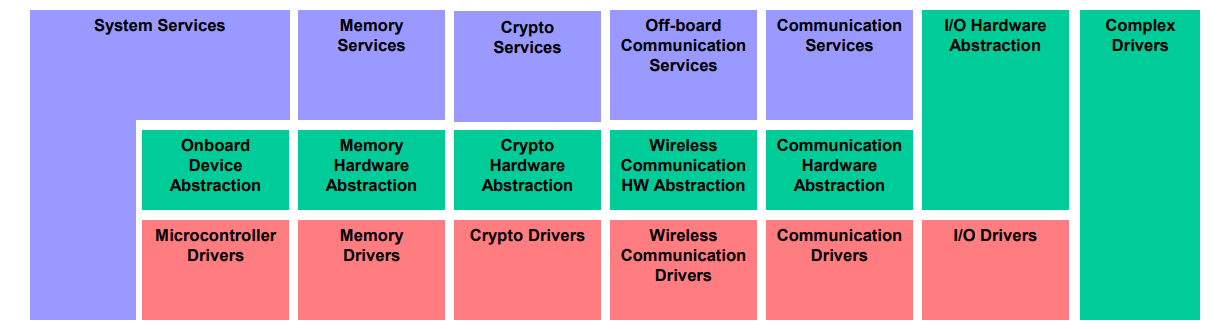 System Services
Memory
Services
Crypto
Services
Off-board
Communication
Services
Communication
Services
I/O Hardware
Abstraction
Complex
Drivers
Onboard
Device
Abstraction
Memory
Hardware
Abstraction
Crypto
Hardware
Abstraction
Wireless
Communication
HW Abstraction
Communication
Hardware
Abstraction
Microcontroller
Drivers
Memory
Drivers
Crypto Drivers
Wireless
Communication
Drivers
Communication
Drivers
I/O Drivers